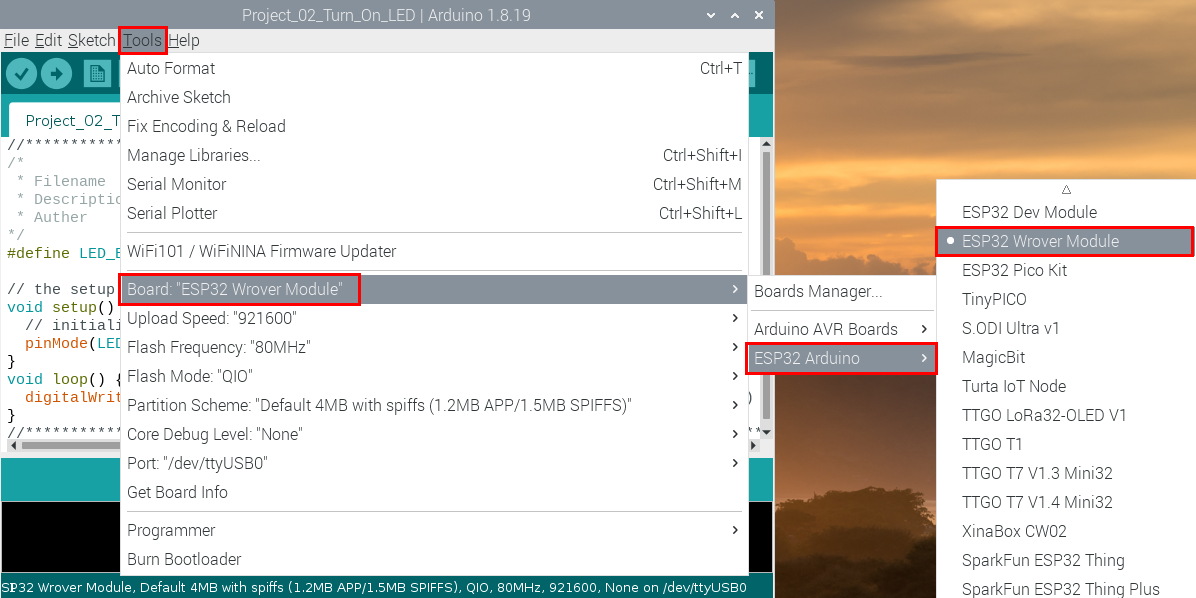 Project_02_Turn_On_LED | Arduino 1.8.19
File Edit Sketch Tools Help
Project_02_T
//***********
/*
* Filename
* Descriptio
* Auther
*/
#define LED_B
// the setup
void setup()
// initiali
pinMode(LED
}
void loop() {
digitalWrit
}
//***********
Auto Format Ctrl+T
Archive Sketch
Fix Encoding & Reload
Manage Libraries... Ctrl+Shift+I
Serial Monitor Ctrl+Shift+M
Serial Plotter Ctrl+Shift+L
WiFi101 / WiFiNINA Firmware Updater
Board: "ESP32 Wrover Module"
Upload Speed: "921600"
Flash Frequency: "80MHz"
Flash Mode: "QIO"
Partition Scheme: "Default 4MB with spiffs (1.2MB APP/1.5MB SPIFFS)"
Core Debug Level: "None"
Port: "/dev/ttyUSB0"
Get Board Info
Programmer
Burn Bootloader
Boards Manager...
Arduino AVR Boards
ESP32 Arduino
ESP32 Dev Module
ESP32 Wrover Module
ESP32 Pico Kit
TinyPICO
S.ODI Ultra v1
MagicBit
Turta IoT Node
TTGO LoRa32-OLED V1
TTGO T1
TTGO T7 V1.3 Mini32
TTGO T7 V1.4 Mini32
XinaBox CW02
SparkFun ESP32 Thing
SparkFun ESP32 Thing Plus
SP32 Wrover Module, Default 4MB with spiffs (1.2MB APP/1.5MB SPIFFS), QIO, 80MHz, 921600, None on /dev/ttyUSB0